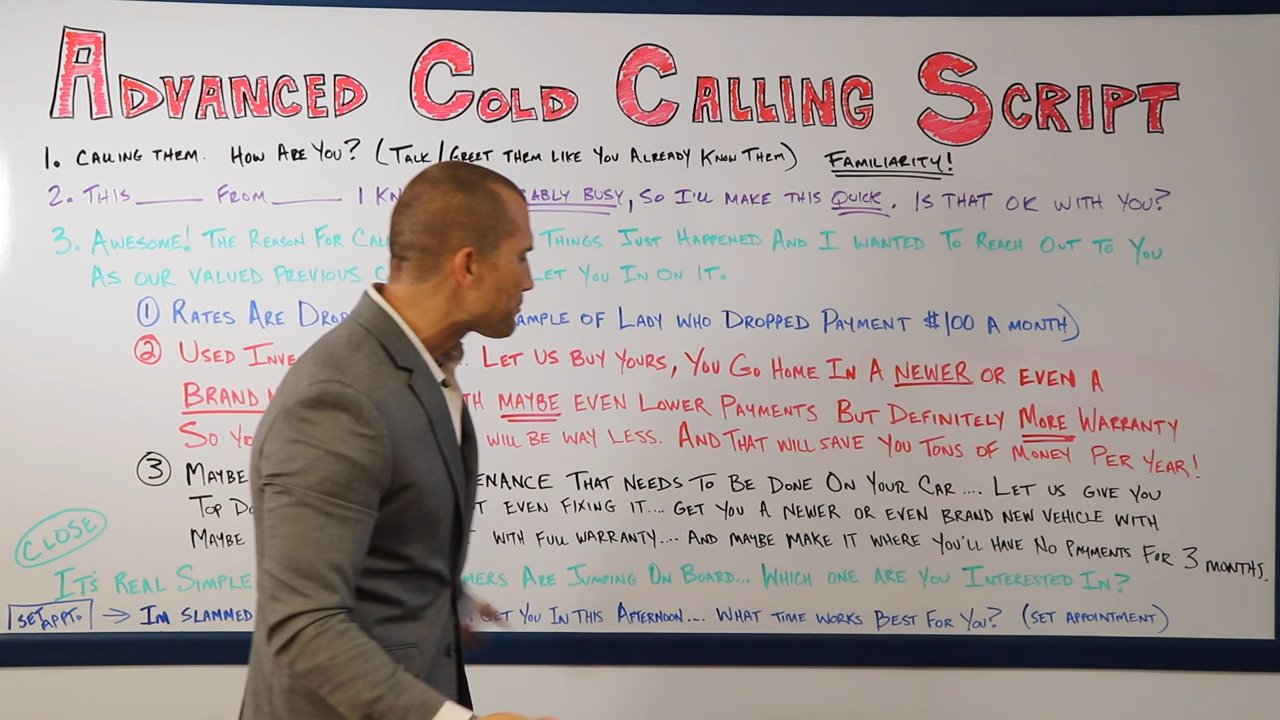 ADVANCED COLD CALLING SCRIPT
1. CALLING THEM. HOW ARE YOU? (TALK/GREET THEM LIKE YOU ALREADY KNOW THEM) FAMILIARITY!
2. THIS ______ FROM ______ I KN ABLY BUSY, SO I'LL MAKE THIS QUICK. IS THAT OK WITH YOU?
3. AWESOME! THE REASON FOR CAL THINGS JUST HAPPENED AND I WANTED TO REACH OUT TO YOU
AS OUR VALUED PREVIOUS C LET YOU IN ON IT.
① RATES ARE DROP AMPLE OF LADY WHO DROPPED PAYMENT $100 A MONTH)
② USED INVE .. LET US BUY YOURS, YOU GO HOME IN A NEWER OR EVEN A
BRAND N TH MAYBE EVEN LOWER PAYMENTS BUT DEFINITELY MORE WARRANTY
SO YO WILL BE WAY LESS. AND THAT WILL SAVE YOU TONS OF MONEY PER YEAR!
③ MAYBE ENANCE THAT NEEDS TO BE DONE ON YOUR CAR.... LET US GIVE YOU
TOP DO T EVEN FIXING IT.... GET YOU A NEWER OR EVEN BRAND NEW VEHICLE WITH
MAYBE T WITH FULL WARRANTY.... AND MAYBE MAKE IT WHERE YOU'LL HAVE NO PAYMENTS FOR 3 MONTHS.
CLOSE
IT'S REAL SIMPLE MERS ARE JUMPING ON BOARD... WHICH ONE ARE YOU INTERESTED IN?
SET APPT. → IM SLAMMED GET YOU IN THIS AFTERNOON.... WHAT TIME WORKS BEST FOR YOU? (SET APPOINTMENT)